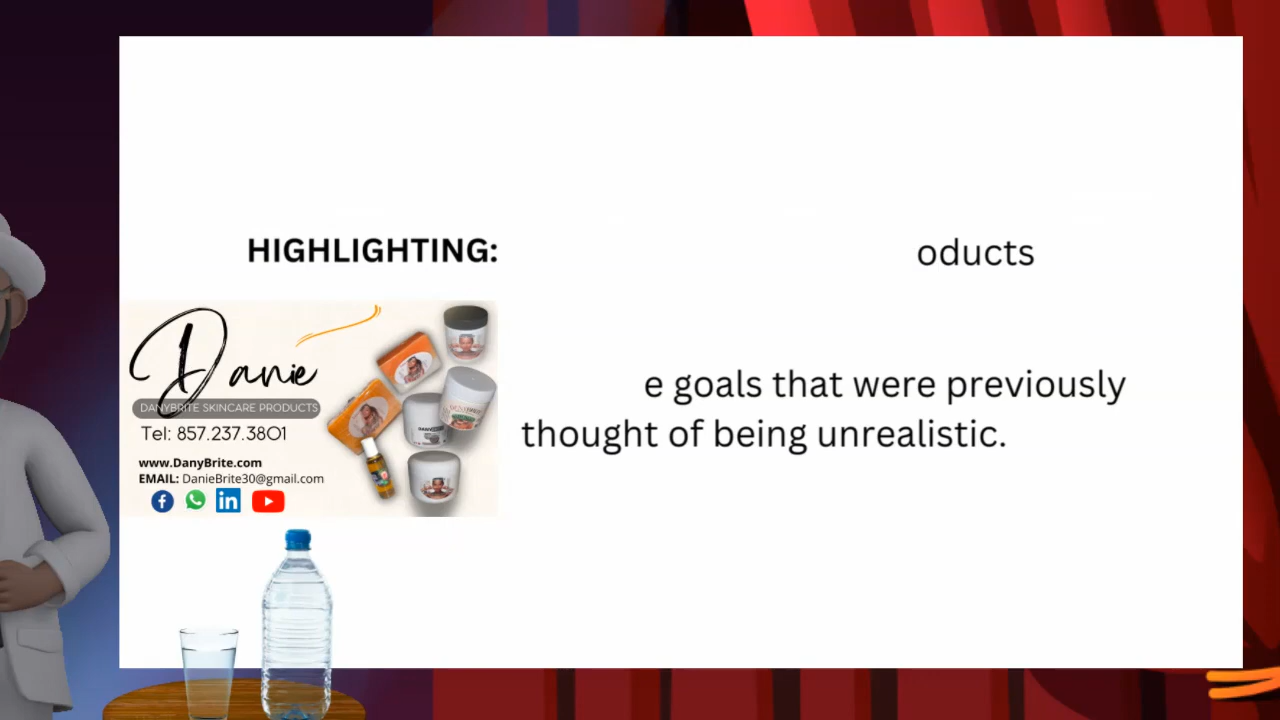 HIGHLIGHTING: oducts
Danie
DANYBRITE SKINCARE PRODUCTS
Tel: 857.237.3801
www.DanyBrite.com
EMAIL: DanieBrite30@gmail.com
e goals that were previously
thought of being unrealistic.